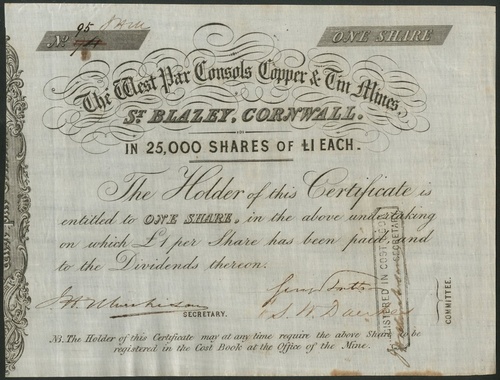 No. 95
ONE SHARE
The West Par Consols Copper & Tin Mines
ST BLAZEY, CORNWALL.
IN 25,000 SHARES OF £1 EACH.
The Holder of this Certificate is
entitled to ONE SHARE, in the above undertaking
on which £1 per Share has been paid, and
to the Dividends thereon.
SECRETARY.
COMMITTEE.
REGISTERED IN COST
SECRETARY
NB. The Holder of this Certificate may at any time require the above Share to be
registered in the Cost Book at the Office of the Mine.